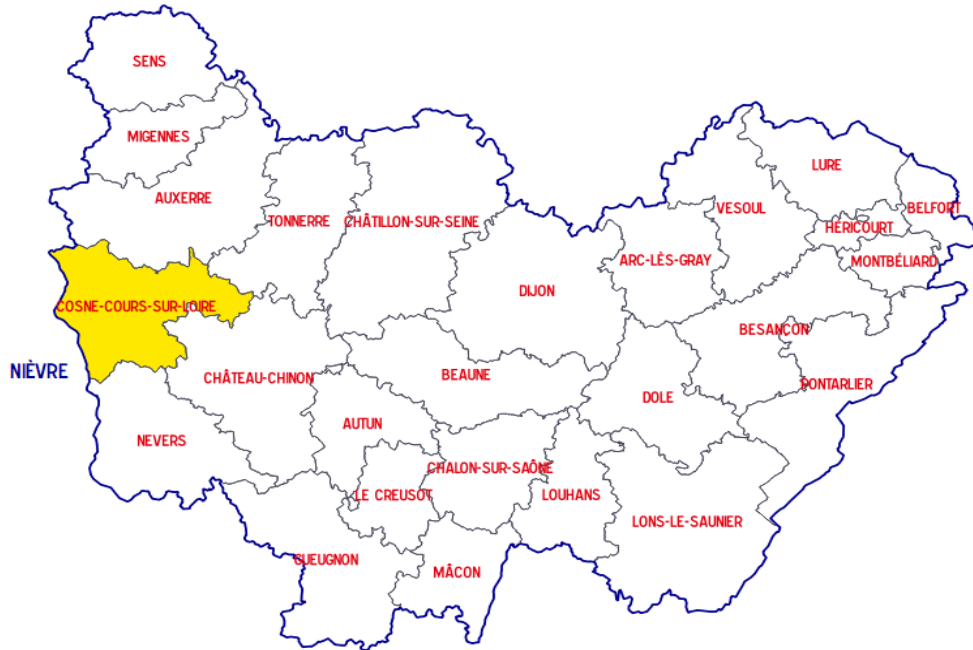 SENS
MIGENNES
AUXERRE
TONNERRE
CHÂTILLON-SUR-SEINE
LURE
VESOUL
BELFORT
HÉRICOURT
ARC-LÈS-GRAY
MONTBÉLIARD
DIJON
COSNE-COURS-SUR-LOIRE
BESANÇON
NIÈVRE
CHÂTEAU-CHINON
BEAUNE
PONTARLIER
DOLE
AUTUN
NEVERS
CHALON-SUR-SAÔNE
LE CREUSOT
LOUHANS
LONS-LE-SAUNIER
GUEUGNON
MÂCON